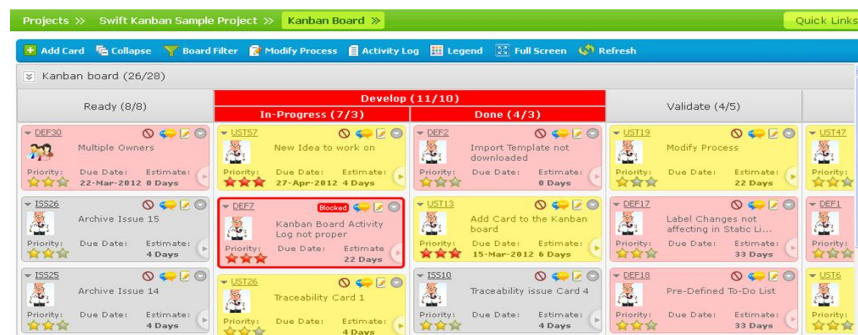 Projects » Swift Kanban Sample Project » Kanban Board » Quick Links
Add Card Collapse Board Filter Modify Process Activity Log Legend Full Screen Refresh
Kanban board (26/28)
Ready (8/8)
Develop (11/10)
In-Progress (7/3)
Done (4/3)
Validate (4/5)
DEF30
Multiple Owners
Priority: Due Date: Estimate:
22-Mar-2012 0 Days
ISS26
Archive Issue 15
Priority: Due Date: Estimate:
4 Days
ISS25
Archive Issue 14
Priority: Due Date: Estimate:
4 Days
UST57
New Idea to work on
Priority: Due Date: Estimate:
27-Apr-2012 4 Days
DEF7 Blocked
Kanban Board Activity
Log not proper
Priority: Due Date: Estimate
22 Days
UST26
Traceability Card 1
Priority: Due Date: Estimate:
4 Days
DEF2
Import Template not
downloaded
Priority: Due Date: Estimate:
0 Days
UST13
Add Card to the Kanban
board
Priority: Due Date: Estimate:
15-Mar-2012 6 Days
ISS10
Traceability issue Card 4
Priority: Due Date: Estimate:
4 Days
UST19
Modify Process
Priority: Due Date: Estimate:
22 Days
DEF17
Label Changes not
affecting in Static Li...
Priority: Due Date: Estimate:
33 Days
DEF18
Pre-Defined To-Do List
Priority: Due Date: Estimate:
33 Days
UST47
Priority:
DEF1
Priority:
UST6
Priority: